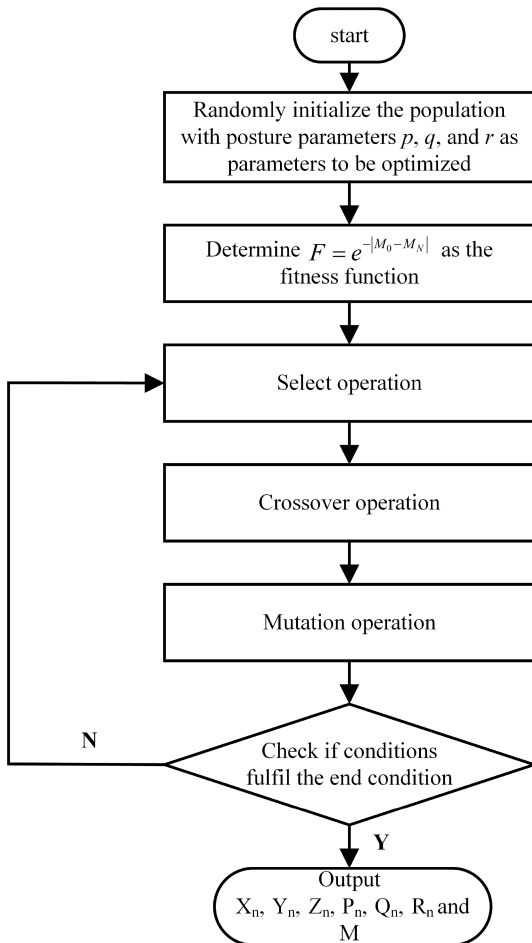 start
Randomly initialize the population
with posture parameters p, q, and r as
parameters to be optimized
Determine F = e^{-|M_0-M_N|} as the
fitness function
Select operation
Crossover operation
Mutation operation
N
Check if conditions
fulfil the end condition
Y
Output
X_n, Y_n, Z_n, P_n, Q_n, R_n and
M